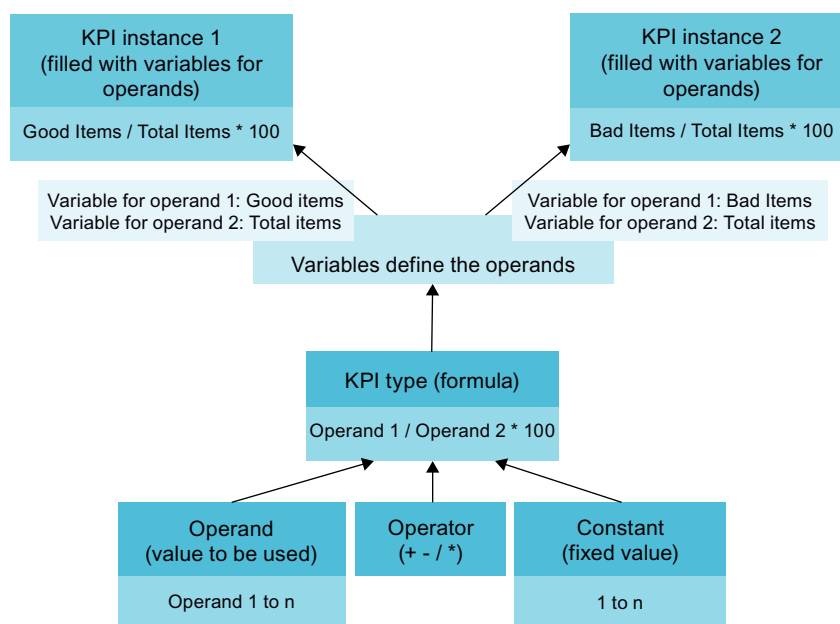 KPI instance 1
(filled with variables for
operands)
Good Items / Total Items * 100
KPI instance 2
(filled with variables for
operands)
Bad Items / Total Items * 100
Variable for operand 1: Good items
Variable for operand 2: Total items
Variable for operand 1: Bad Items
Variable for operand 2: Total items
Variables define the operands
KPI type (formula)
Operand 1 / Operand 2 * 100
Operand
(value to be used)
Operand 1 to n
Operator
(+ - / *)
Constant
(fixed value)
1 to n